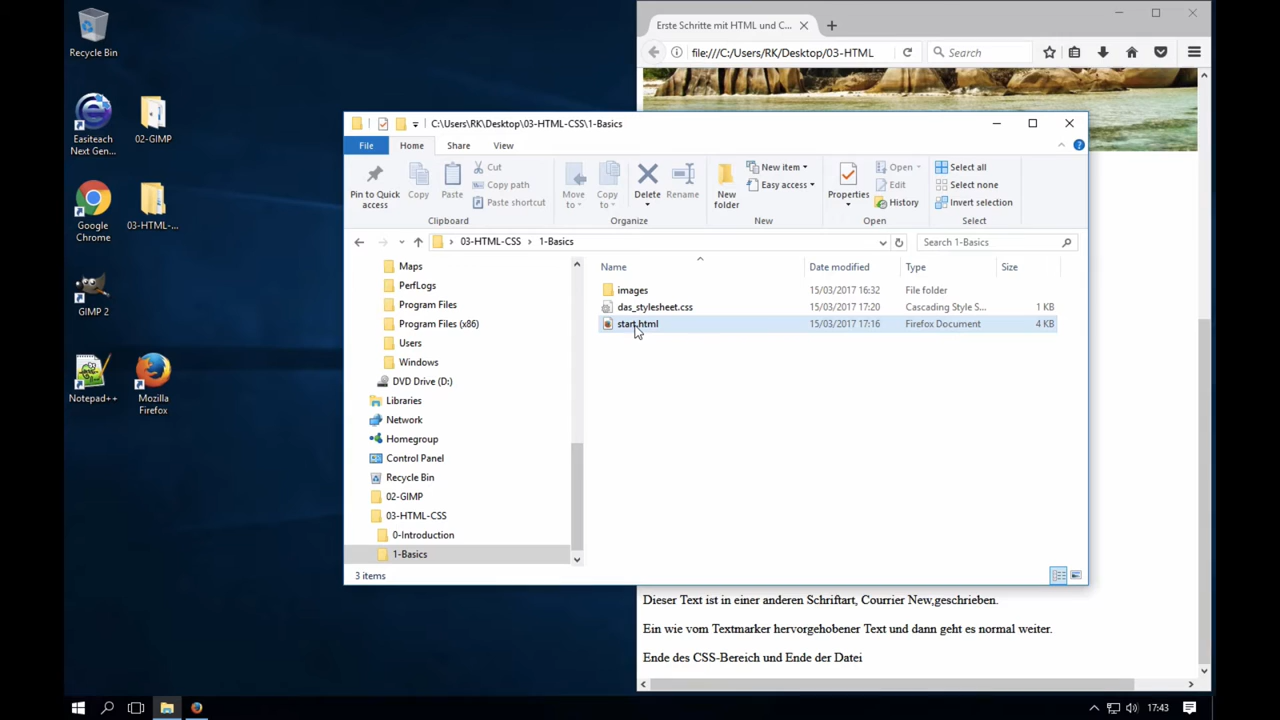 Recycle Bin
Easiteach
Next Gen...
02-GIMP
Google
Chrome
03-HTML-...
GIMP 2
Notepad++
Mozilla
Firefox
Erste Schritte mit HTML und C...
file:///C:/Users/RK/Desktop/03-HTML
Search
C:\Users\RK\Desktop\03-HTML-CSS\1-Basics
File
Home
Share
View
Pin to Quick
access
Copy
Paste
Cut
Copy path
Paste shortcut
Clipboard
Move
to
Copy
to
Delete
Rename
Organize
New
folder
New item
Easy access
New
Properties
Open
Edit
History
Open
Select all
Select none
Invert selection
Select
03-HTML-CSS
1-Basics
Search 1-Basics
Maps
PerfLogs
Program Files
Program Files (x86)
Users
Windows
DVD Drive (D:)
Libraries
Network
Homegroup
Control Panel
Recycle Bin
02-GIMP
03-HTML-CSS
0-Introduction
1-Basics
Name Date modified Type Size
images 15/03/2017 16:32 File folder
das_stylesheet.css 15/03/2017 17:20 Cascading Style S... 1 KB
start.html 15/03/2017 17:16 Firefox Document 4 KB
3 items
Dieser Text ist in einer anderen Schriftart, Courrier New,geschrieben.
Ein wie vom Textmarker hervorgehobener Text und dann geht es normal weiter.
Ende des CSS-Bereich und Ende der Datei
17:43